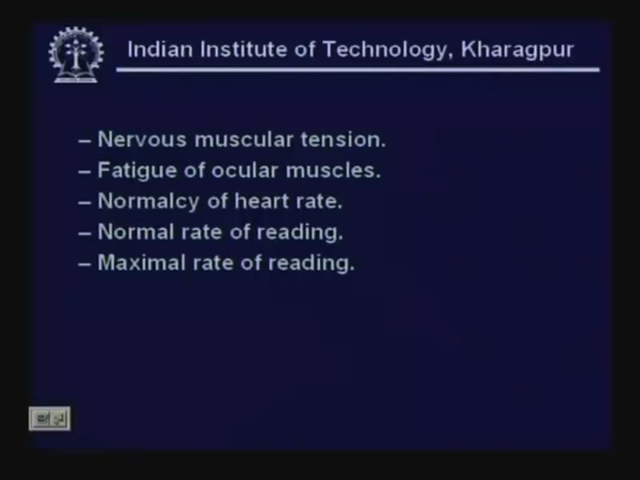 Indian Institute of Technology, Kharagpur
– Nervous muscular tension.
– Fatigue of ocular muscles.
– Normalcy of heart rate.
– Normal rate of reading.
– Maximal rate of reading.